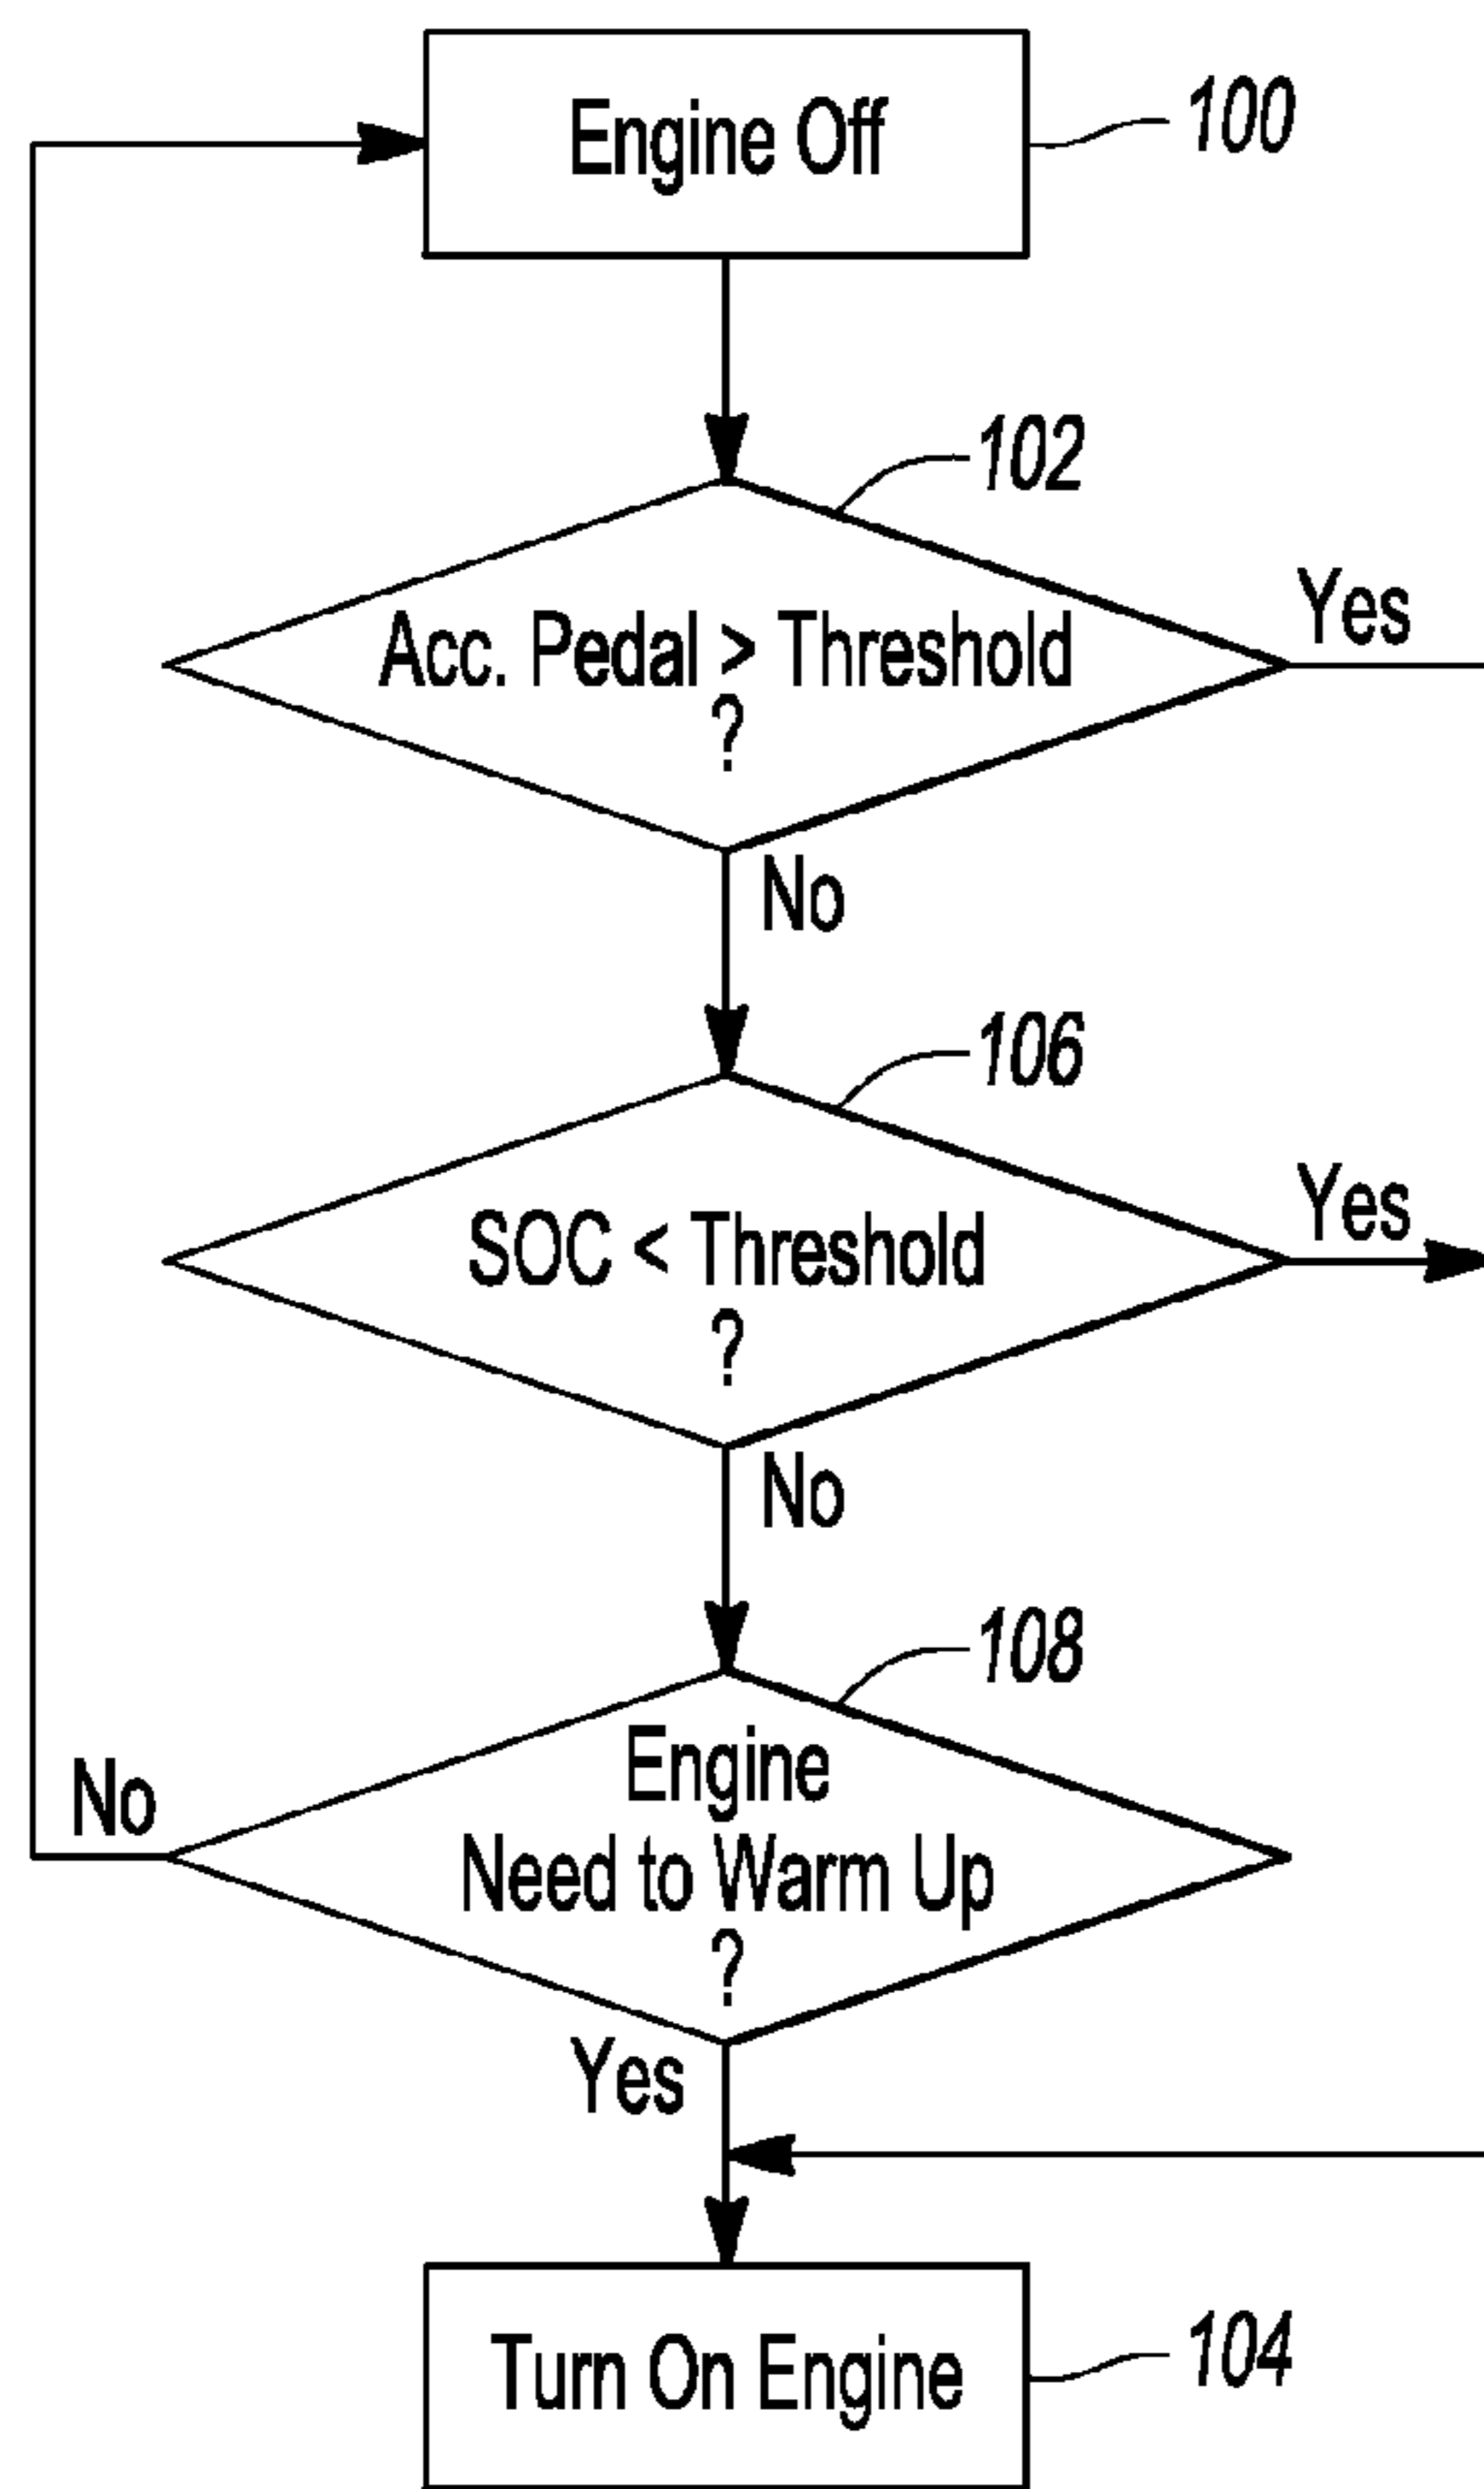 Engine Off
100
102
Acc. Pedal > Threshold
?
Yes
No
106
SOC < Threshold
?
Yes
No
108
Engine
Need to Warm Up
?
No
Yes
Turn On Engine
104